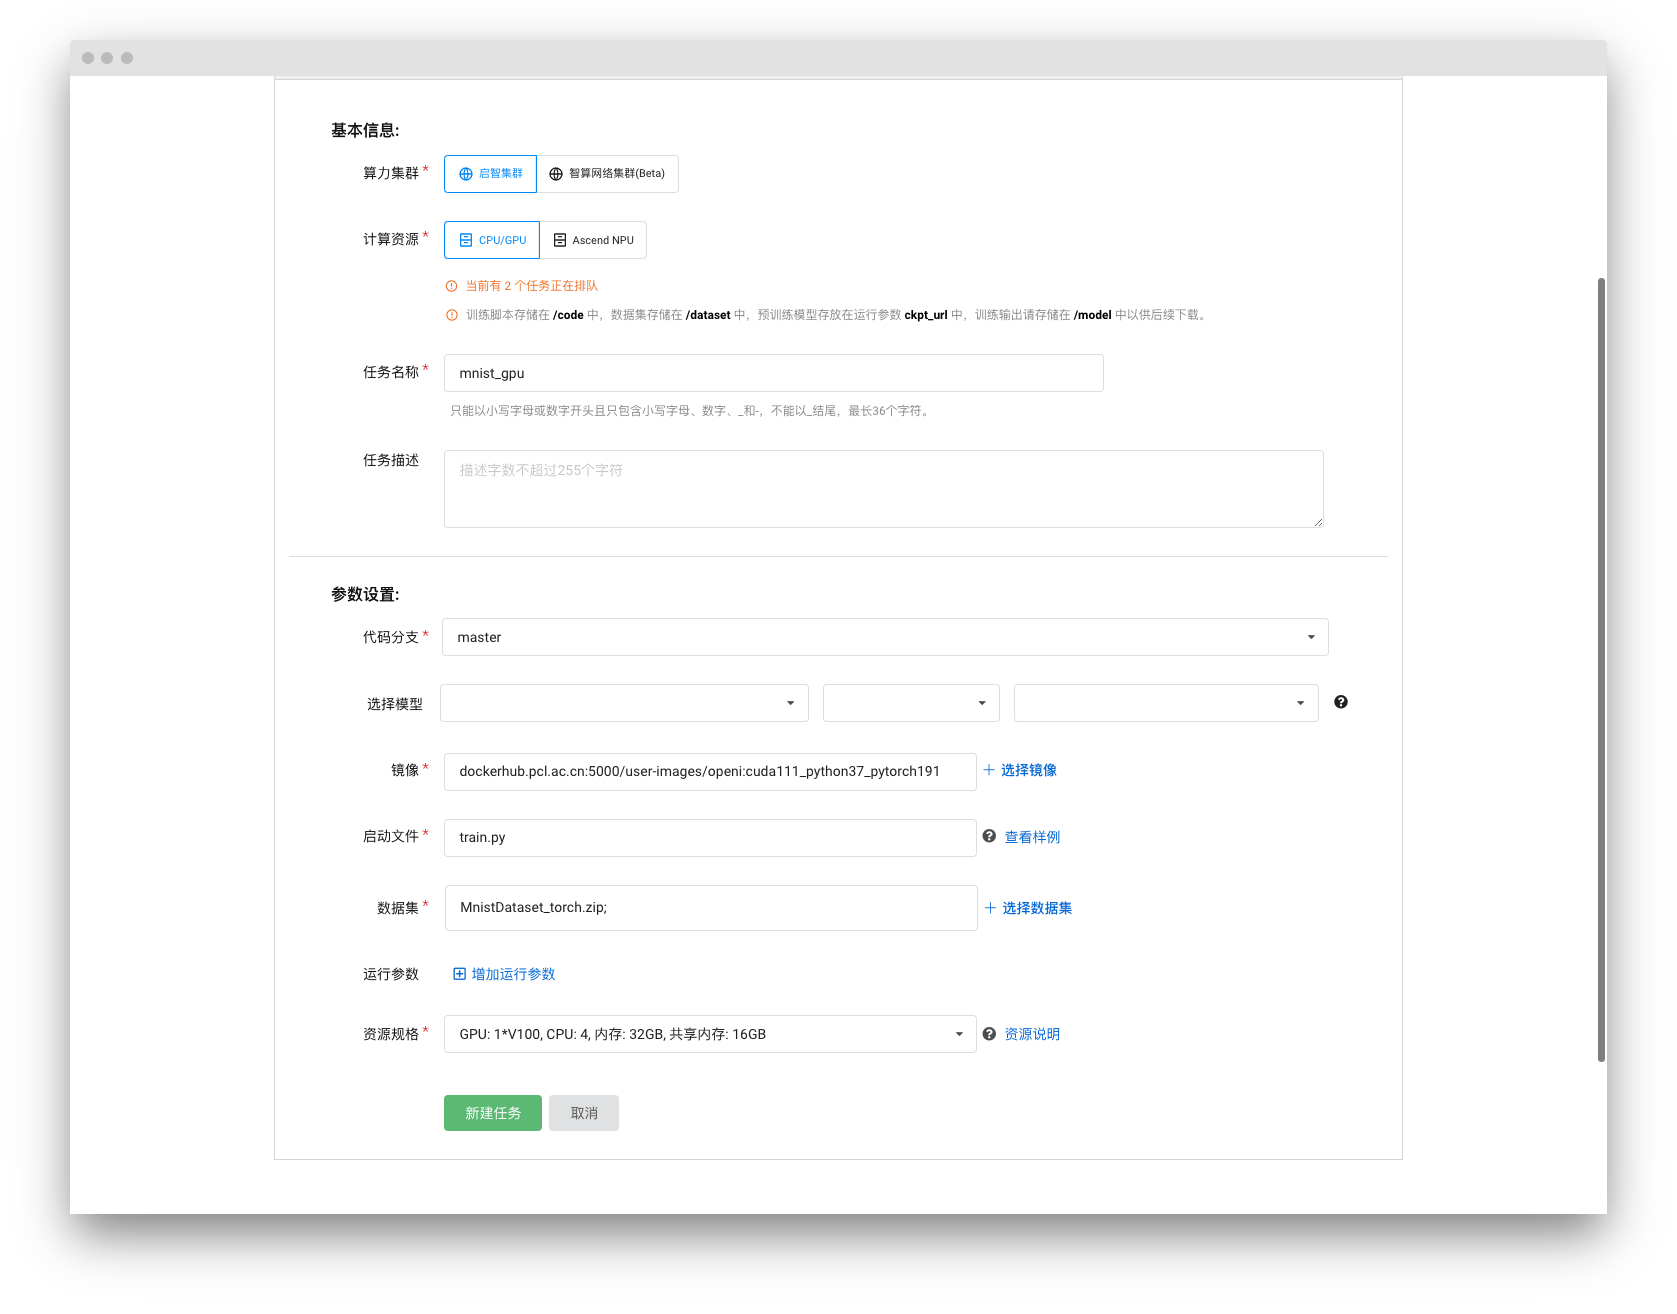 基本信息:
算力集群* 启智集群 智算网络集群(Beta)
计算资源* CPU/GPU Ascend NPU
当前有 2 个任务正在排队
训练脚本存储在 /code 中，数据集存储在 /dataset 中，预训练模型存放在运行参数 ckpt_url 中，训练输出请存储在 /model 中以供后续下载。
任务名称* mnist_gpu
只能以小写字母或数字开头且只包含小写字母、数字、_和-，不能以_结尾，最长36个字符。
任务描述 描述字数不超过255个字符
参数设置:
代码分支* master
选择模型
镜像* dockerhub.pcl.ac.cn:5000/user-images/openi:cuda111_python37_pytorch191 选择镜像
启动文件* train.py 查看样例
数据集* MnistDataset_torch.zip; 选择数据集
运行参数 增加运行参数
资源规格* GPU: 1*V100, CPU: 4, 内存: 32GB, 共享内存: 16GB 资源说明
新建任务 取消